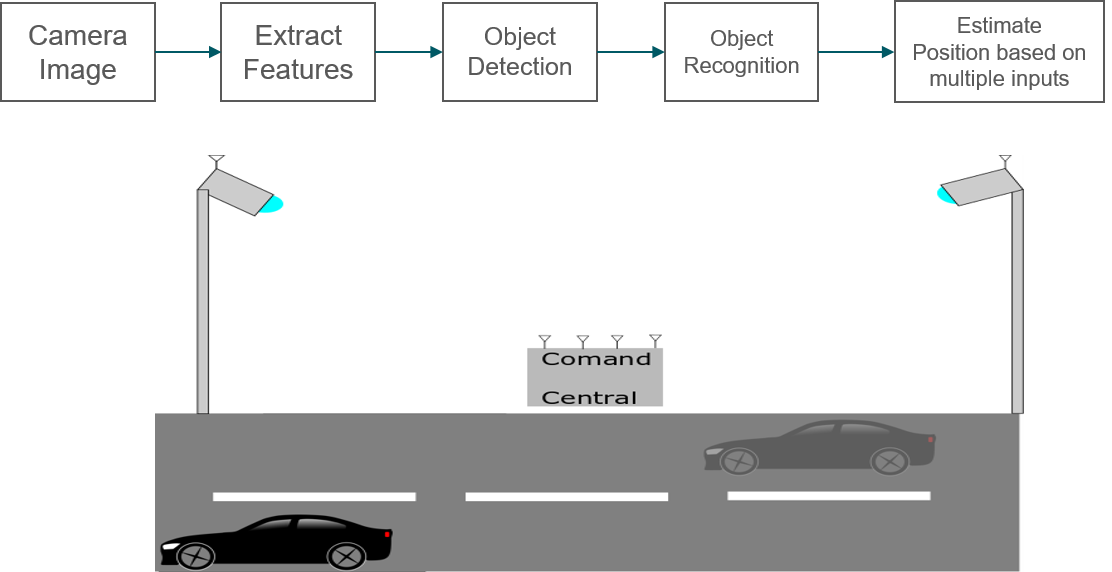 Camera
Image
Extract
Features
Object
Detection
Object
Recognition
Estimate
Position based on
multiple inputs
Comand
Central